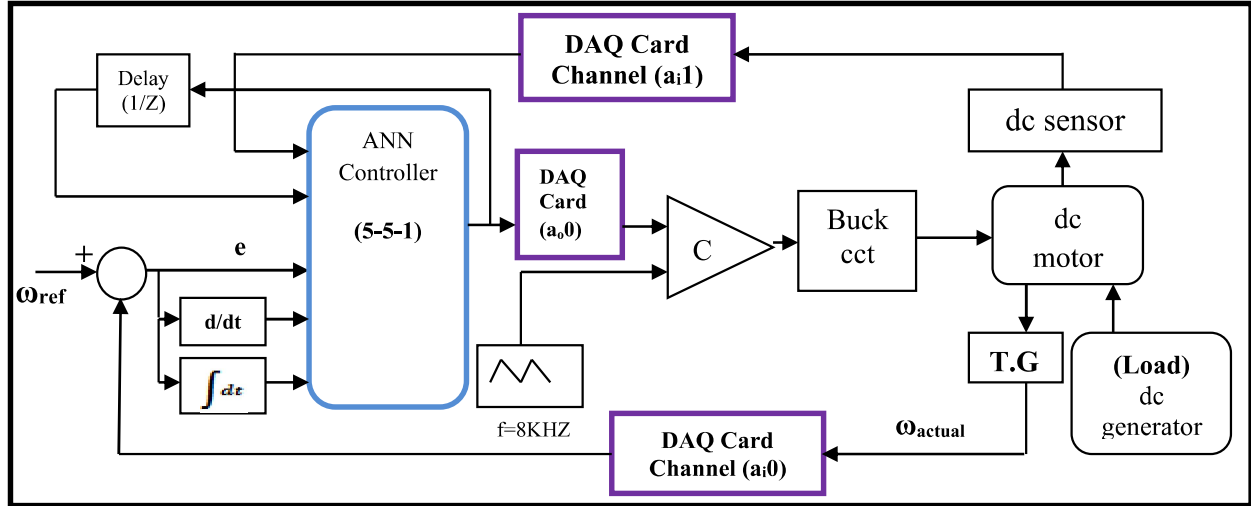 DAQ Card
Channel (aᵢ1)
Delay
(1/Z)
dc sensor
ANN
Controller
(5-5-1)
DAQ
Card
(aₒ0)
C
Buck
cct
dc
motor
+
e
ωref
d/dt
∫dt
T.G
(Load)
dc
generator
f=8KHZ
ωactual
DAQ Card
Channel (aᵢ0)